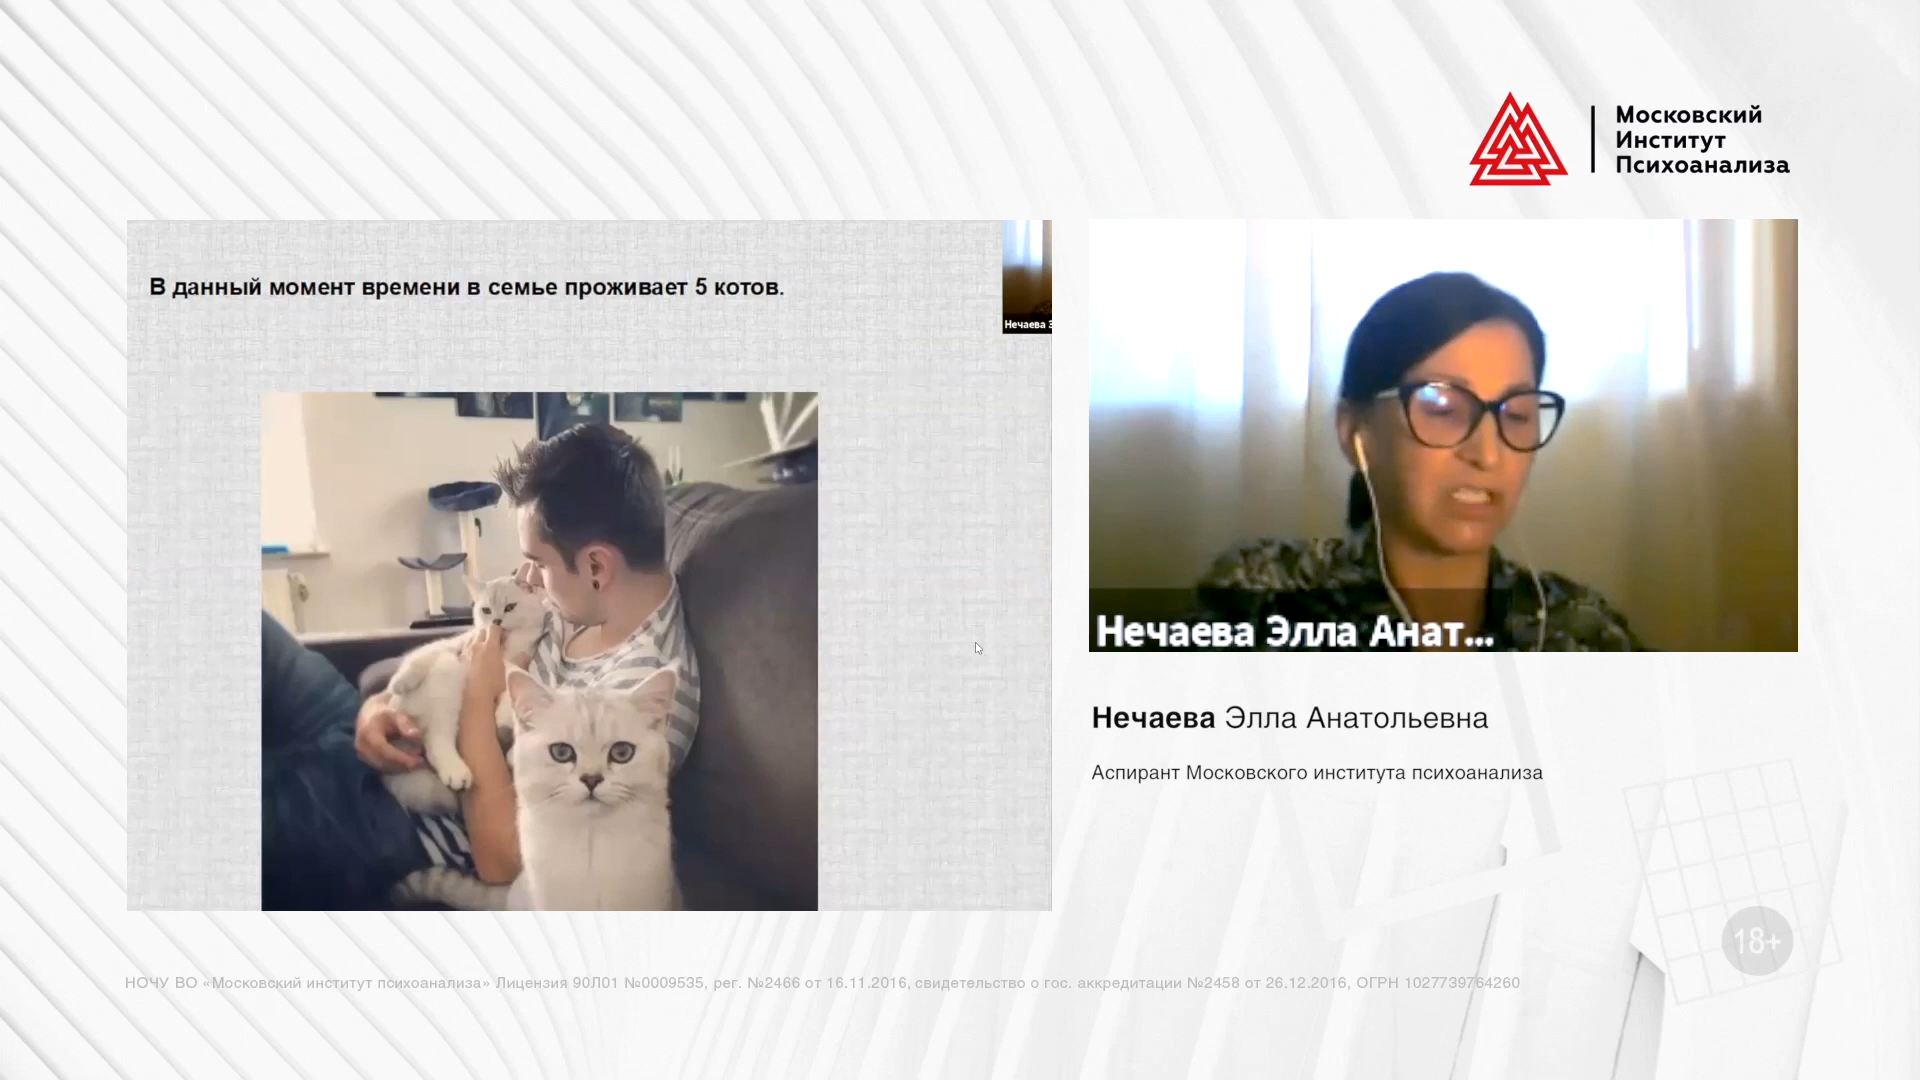 Московский
Институт
Психоанализа
В данный момент времени в семье проживает 5 котов.
Нечаева Э
Нечаева Элла Анат...
Нечаева Элла Анатольевна
Аспирант Московского института психоанализа
18+
НОЧУ ВО «Московский институт психоанализа» Лицензия 90Л01 №0009535, рег. №2466 от 16.11.2016, свидетельство о гос. аккредитации №2458 от 26.12.2016, ОГРН 1027739764260